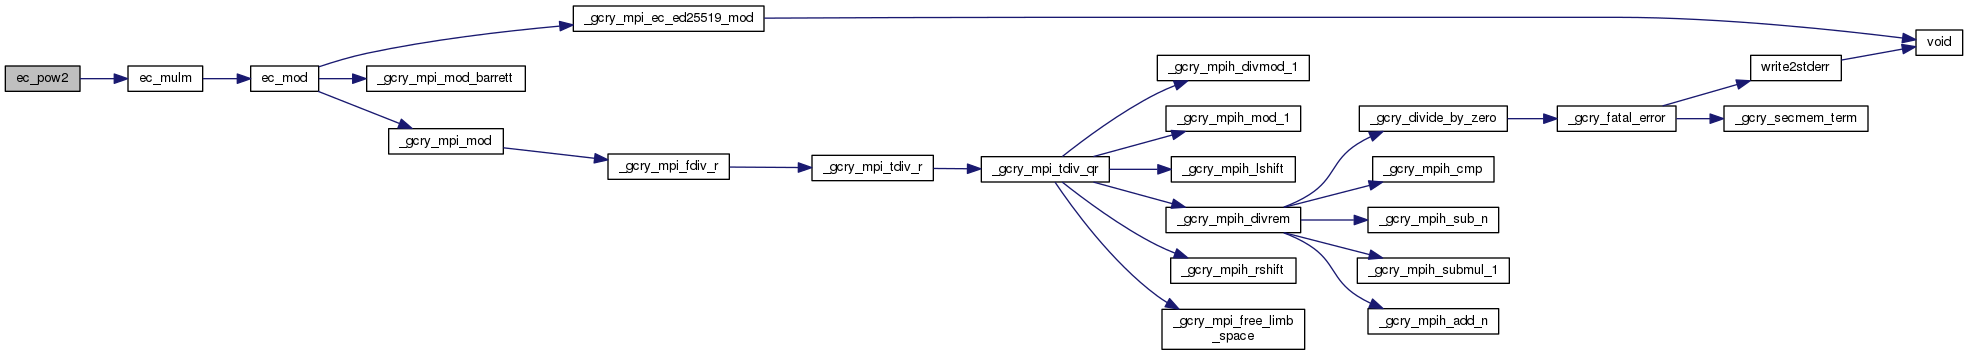 ec_pow2
ec_mulm
ec_mod
_gcry_mpi_ec_ed25519_mod
_gcry_mpi_mod_barrett
_gcry_mpi_mod
_gcry_mpi_fdiv_r
_gcry_mpi_tdiv_r
_gcry_mpi_tdiv_qr
_gcry_mpih_divmod_1
_gcry_mpih_mod_1
_gcry_mpih_lshift
_gcry_mpih_divrem
_gcry_mpih_rshift
_gcry_mpi_free_limb
_space
_gcry_divide_by_zero
_gcry_mpih_cmp
_gcry_mpih_sub_n
_gcry_mpih_submul_1
_gcry_mpih_add_n
_gcry_fatal_error
write2stderr
_gcry_secmem_term
void